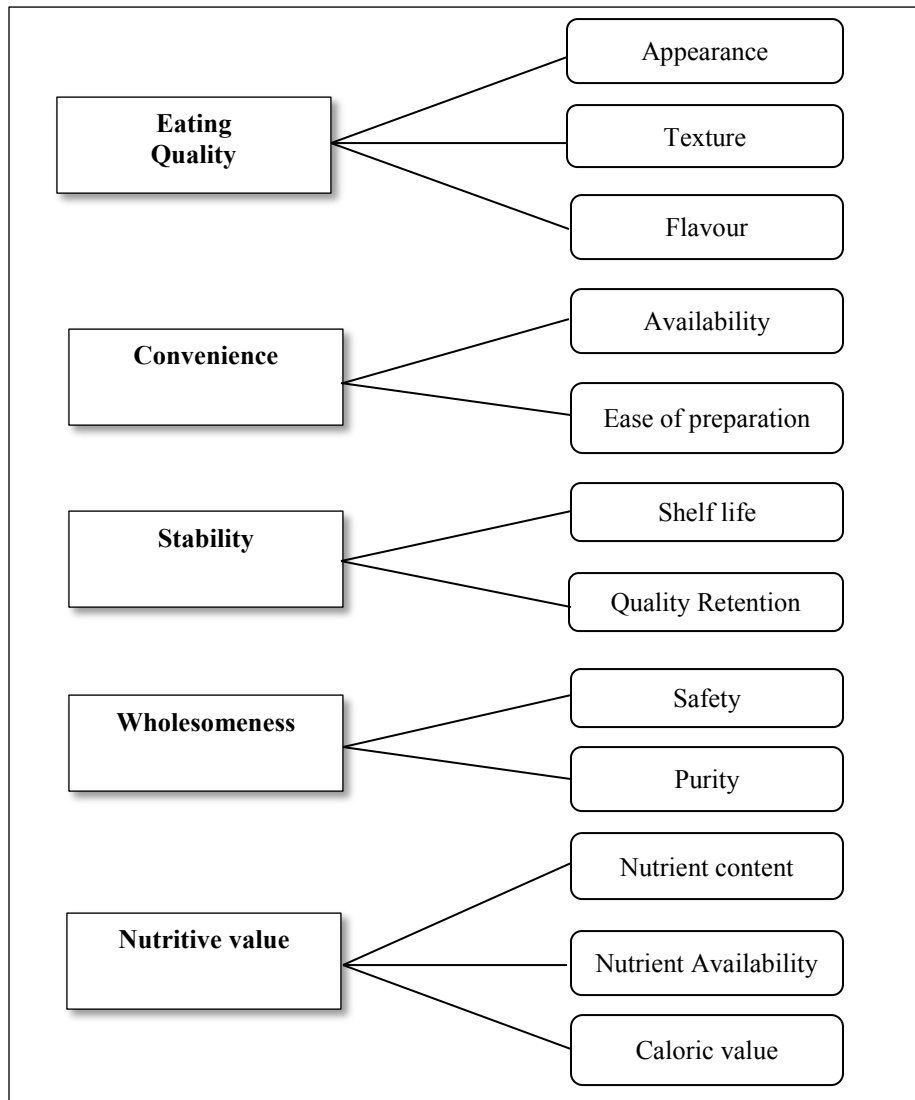 Eating
Quality
Appearance
Texture
Flavour
Convenience
Availability
Ease of preparation
Stability
Shelf life
Quality Retention
Wholesomeness
Safety
Purity
Nutritive value
Nutrient content
Nutrient Availability
Caloric value